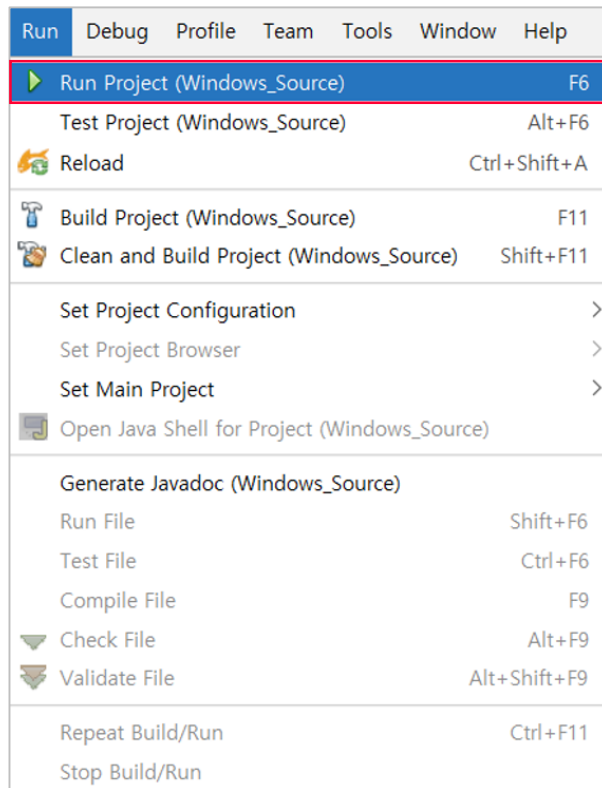 Run Debug Profile Team Tools Window Help
Run Project (Windows_Source) F6
Test Project (Windows_Source) Alt+F6
Reload Ctrl+Shift+A
Build Project (Windows_Source) F11
Clean and Build Project (Windows_Source) Shift+F11
Set Project Configuration
Set Project Browser
Set Main Project
Open Java Shell for Project (Windows_Source)
Generate Javadoc (Windows_Source)
Run File Shift+F6
Test File Ctrl+F6
Compile File F9
Check File Alt+F9
Validate File Alt+Shift+F9
Repeat Build/Run Ctrl+F11
Stop Build/Run